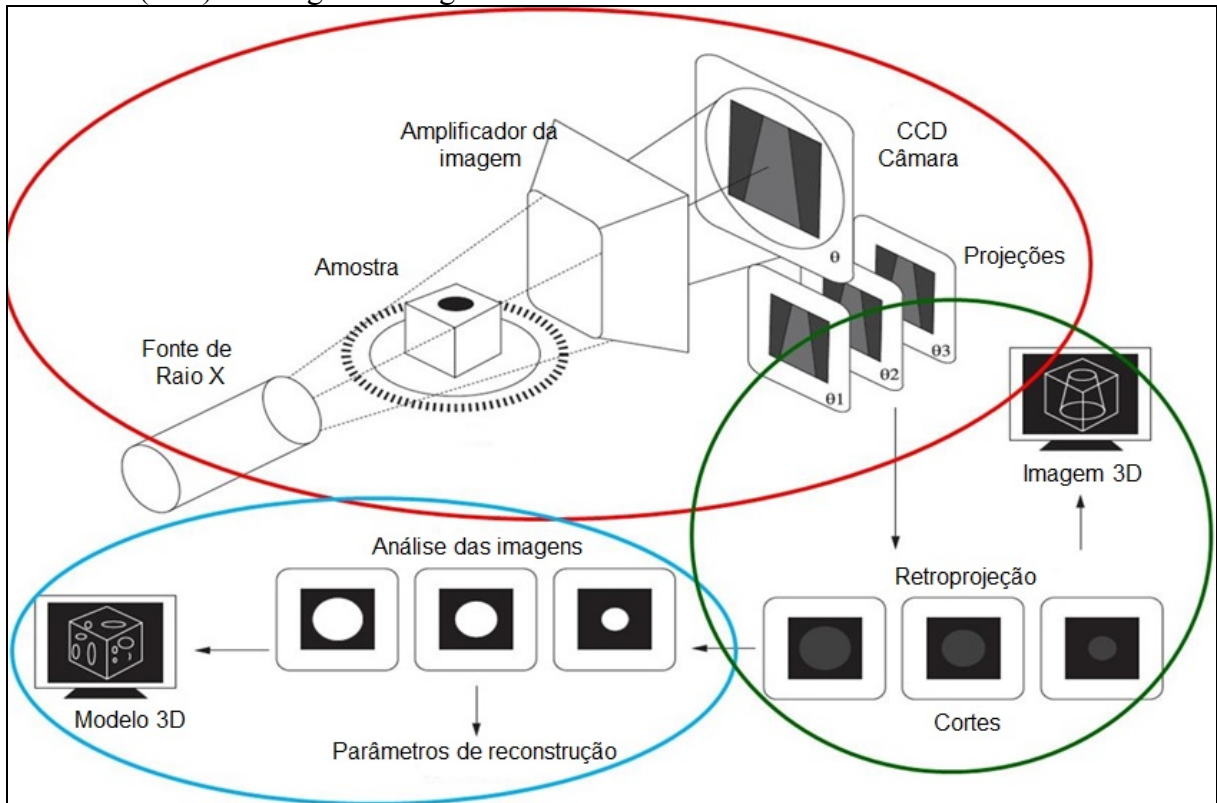 Amplificador da
imagem
CCD
Câmara
Amostra
Projeções
Fonte de
Raio X
θ
θ1
θ2
θ3
Imagem 3D
Análise das imagens
Retroprojeção
Modelo 3D
Cortes
Parâmetros de reconstrução